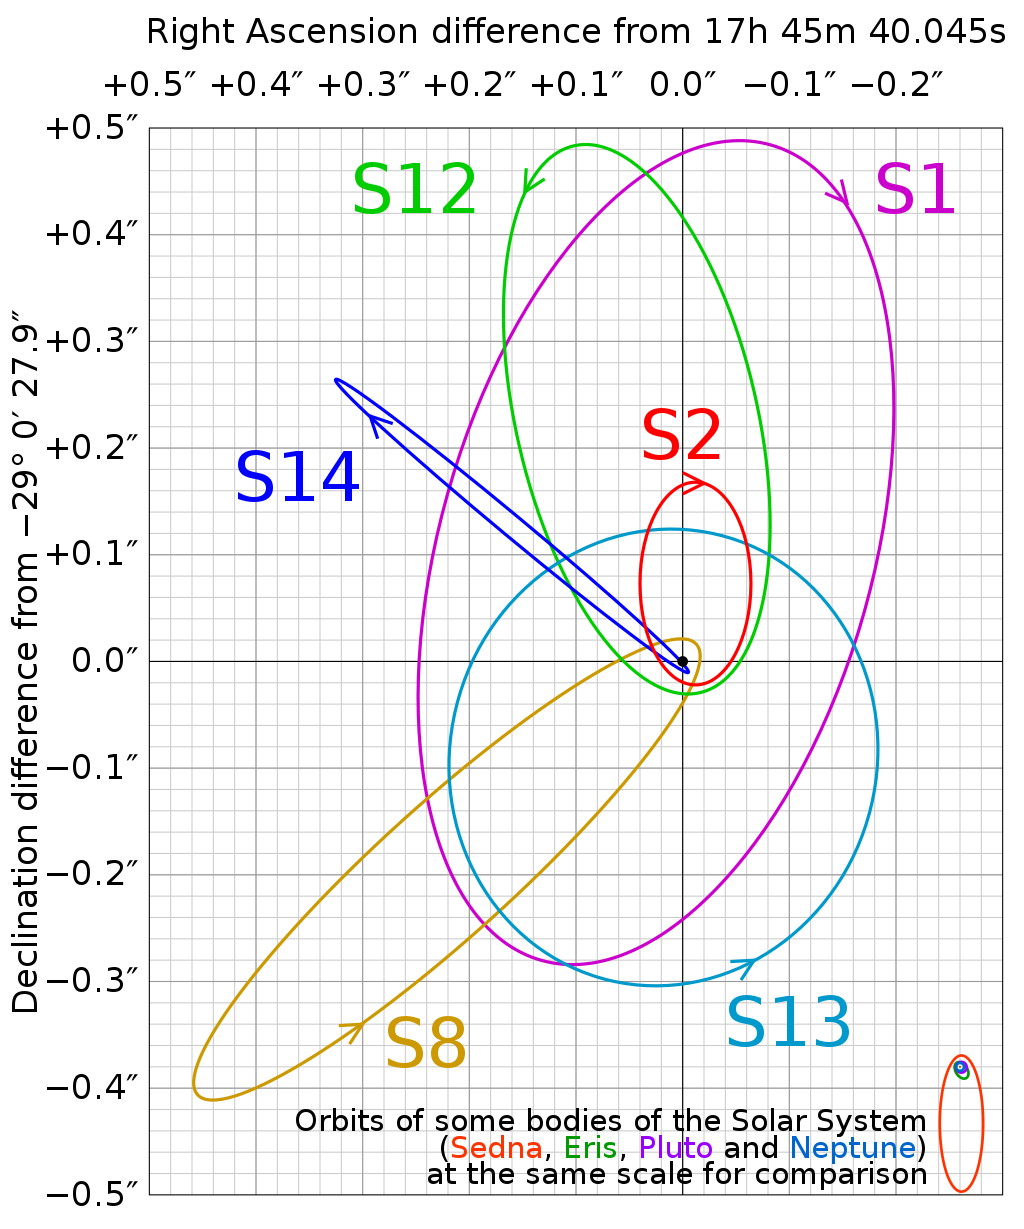 Right Ascension difference from 17h 45m 40.045s
+0.5″ +0.4″ +0.3″ +0.2″ +0.1″ 0.0″ −0.1″ −0.2″
Declination difference from −29° 0′ 27.9″
+0.5″
+0.4″
+0.3″
+0.2″
+0.1″
0.0″
−0.1″
−0.2″
−0.3″
−0.4″
−0.5″
S12
S1
S2
S14
S13
S8
Orbits of some bodies of the Solar System
(Sedna, Eris, Pluto and Neptune)
at the same scale for comparison